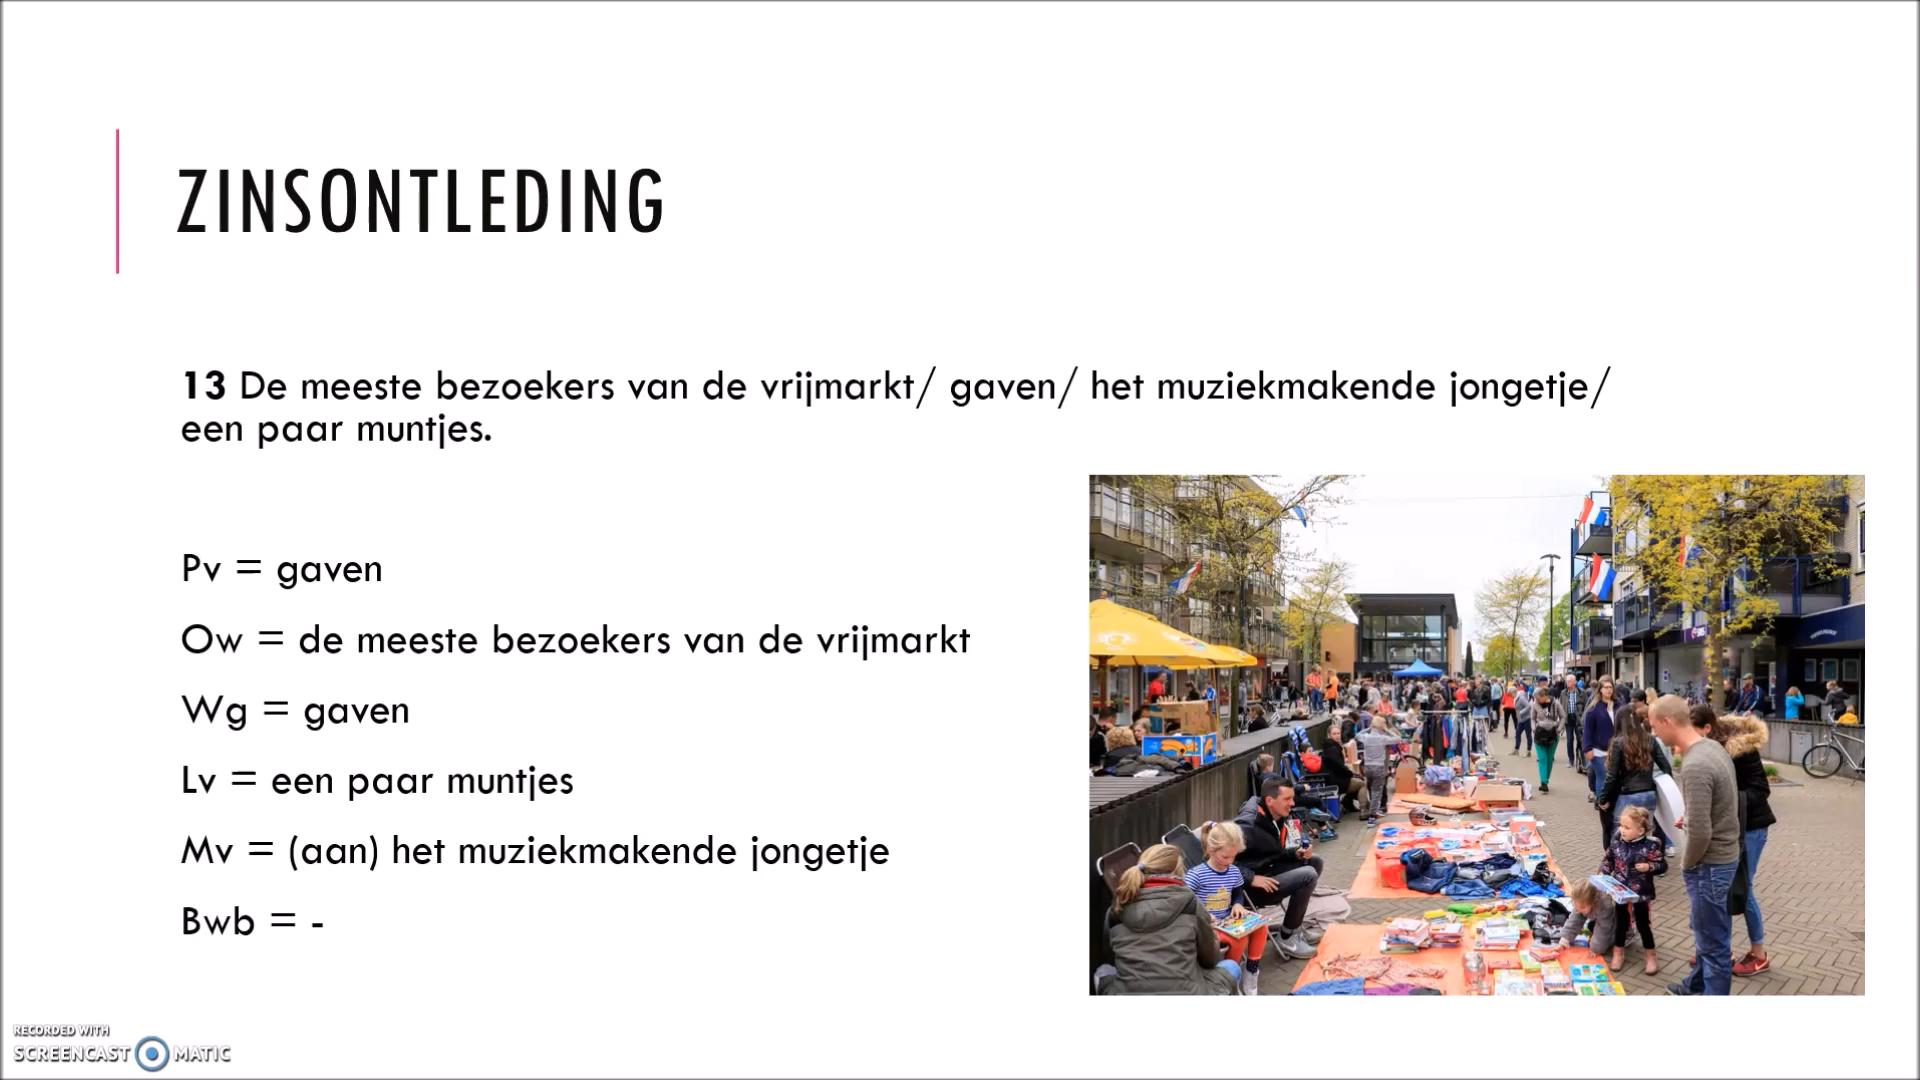 ZINSONTLEDING
13 De meeste bezoekers van de vrijmarkt/ gaven/ het muziekmakende jongetje/
een paar muntjes.
Pv = gaven
Ow = de meeste bezoekers van de vrijmarkt
Wg = gaven
Lv = een paar muntjes
Mv = (aan) het muziekmakende jongetje
Bwb = -
RECORDED WITH
SCREENCAST MATIC